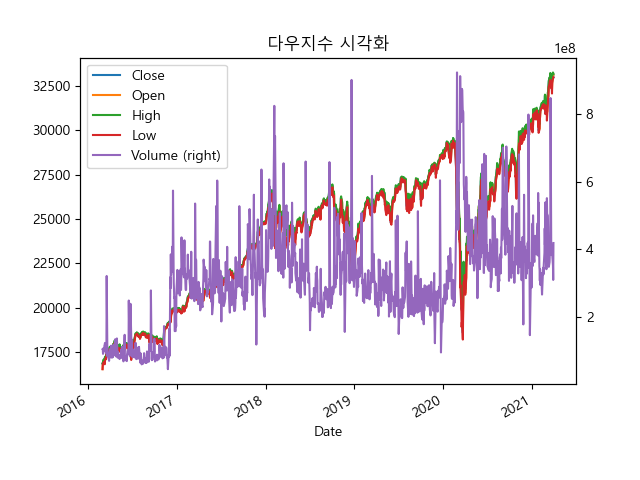 다우지수 시각화
1e8
Close
Open
High
Low
Volume (right)
32500
30000
27500
25000
22500
20000
17500
8
6
4
2
2016
2017
2018
2019
2020
2021
Date